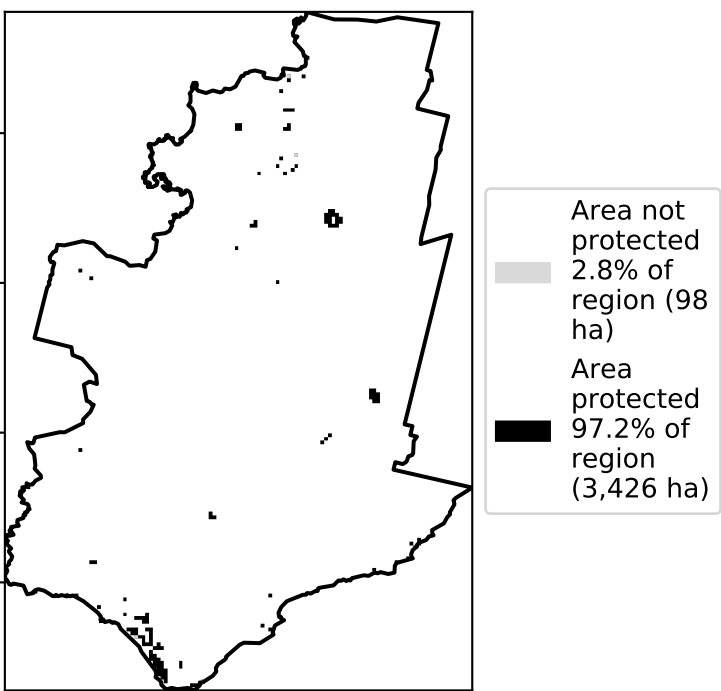 Area not
protected
2.8% of
region (98
ha)
Area
protected
97.2% of
region
(3,426 ha)